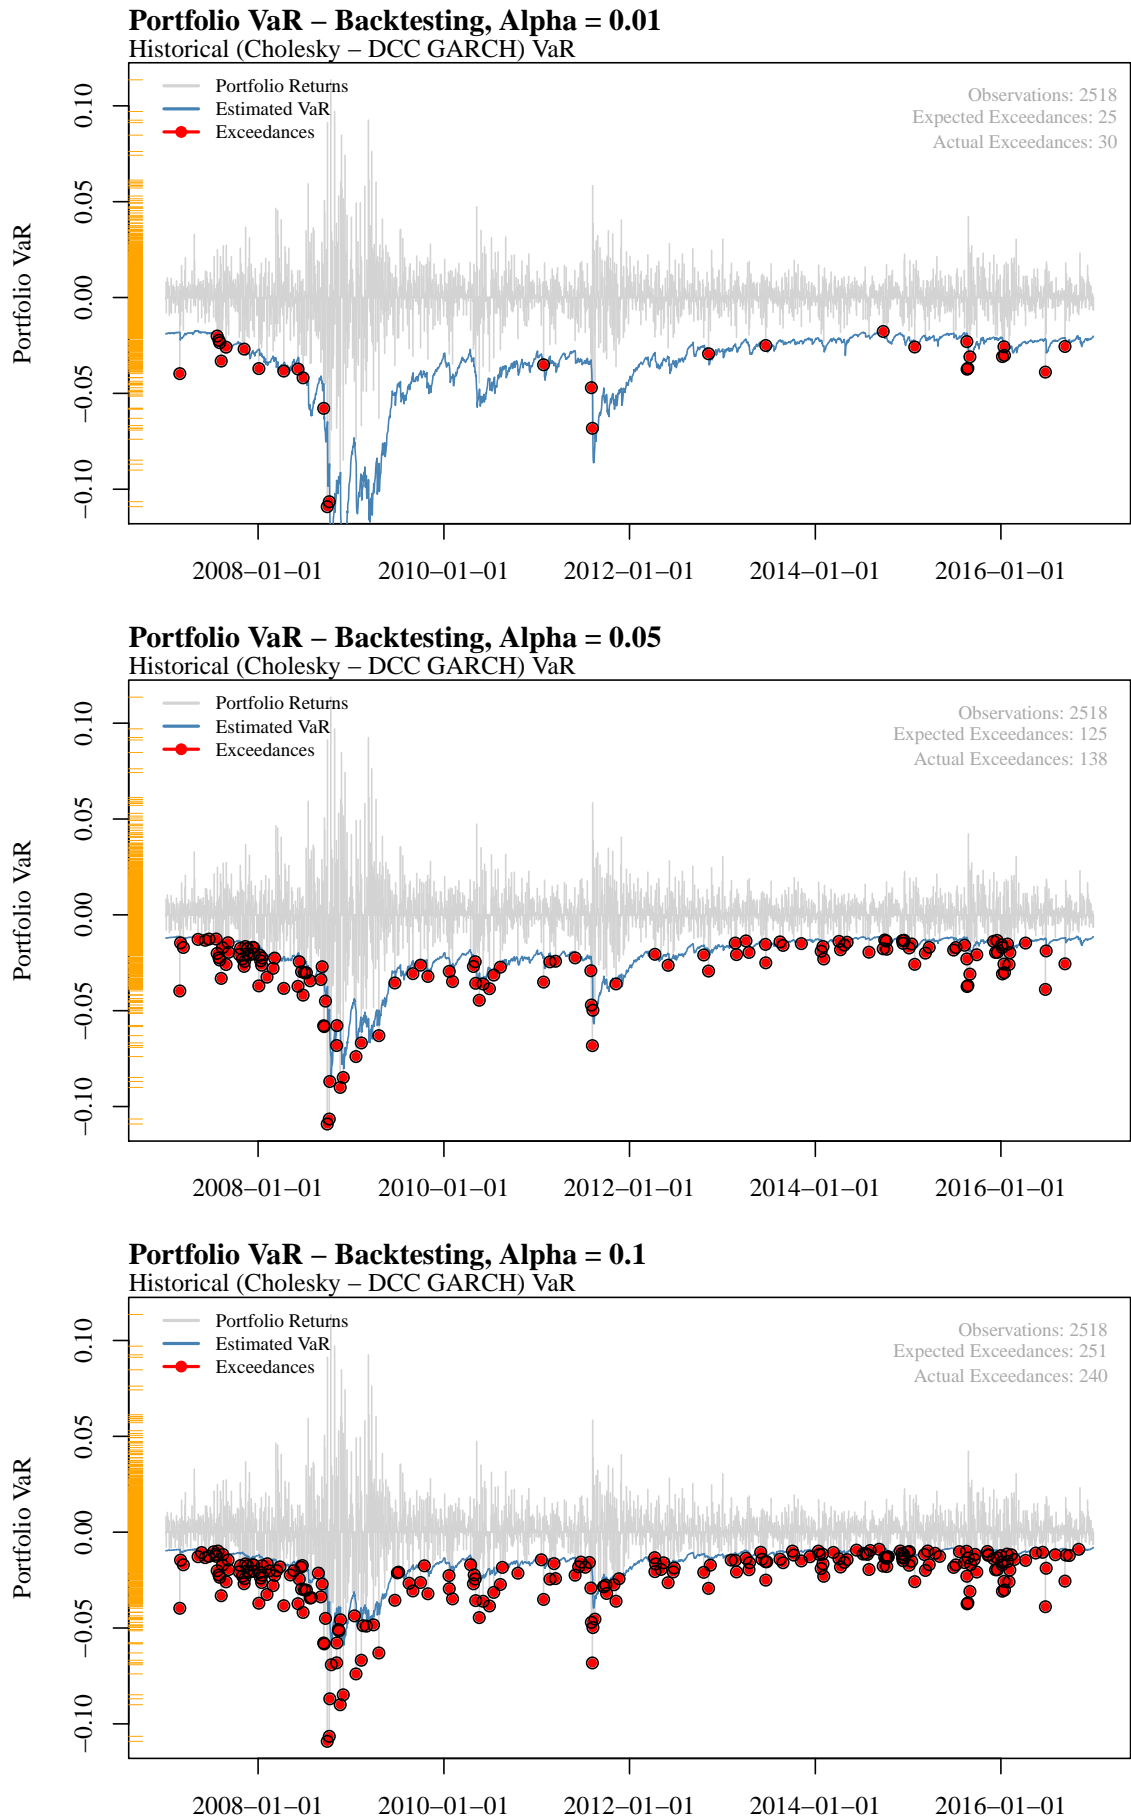 Portfolio VaR – Backtesting, Alpha = 0.01
Historical (Cholesky – DCC GARCH) VaR
Portfolio Returns
Estimated VaR
Exceedances
Observations: 2518
Expected Exceedances: 25
Actual Exceedances: 30
Portfolio VaR
0.10
0.05
0.00
−0.05
−0.10
2008−01−01
2010−01−01
2012−01−01
2014−01−01
2016−01−01
Portfolio VaR – Backtesting, Alpha = 0.05
Historical (Cholesky – DCC GARCH) VaR
Portfolio Returns
Estimated VaR
Exceedances
Observations: 2518
Expected Exceedances: 125
Actual Exceedances: 138
Portfolio VaR
0.10
0.05
0.00
−0.05
−0.10
2008−01−01
2010−01−01
2012−01−01
2014−01−01
2016−01−01
Portfolio VaR – Backtesting, Alpha = 0.1
Historical (Cholesky – DCC GARCH) VaR
Portfolio Returns
Estimated VaR
Exceedances
Observations: 2518
Expected Exceedances: 251
Actual Exceedances: 240
Portfolio VaR
0.10
0.05
0.00
−0.05
−0.10
2008−01−01
2010−01−01
2012−01−01
2014−01−01
2016−01−01